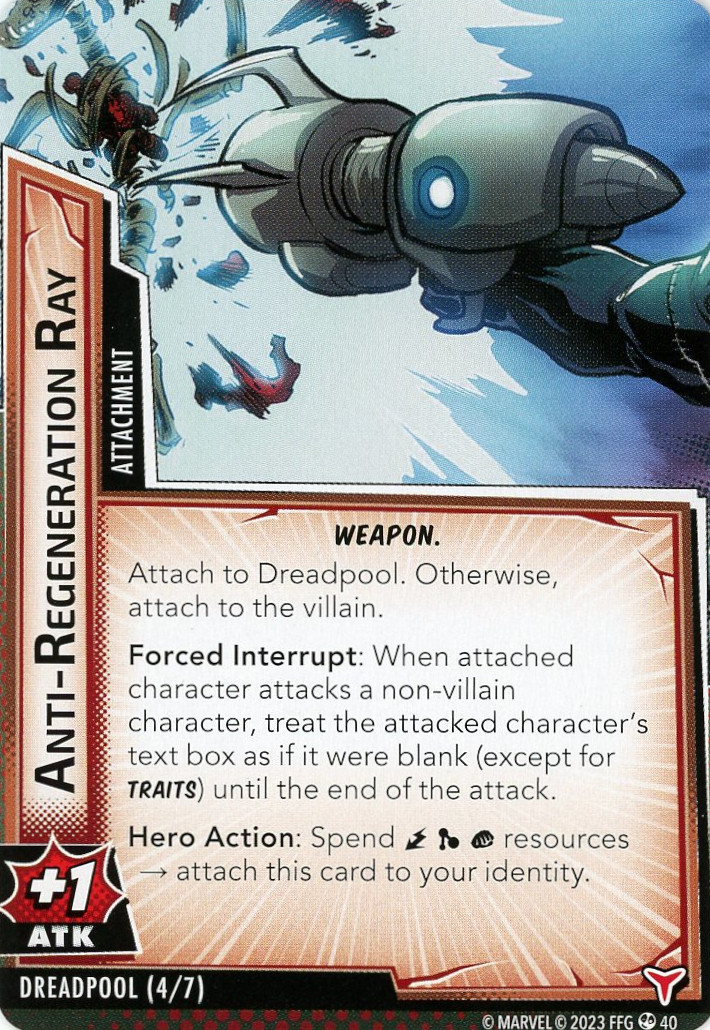 ANTI-REGENERATION RAY
ATTACHMENT
WEAPON.
Attach to Dreadpool. Otherwise,
attach to the villain.
Forced Interrupt: When attached
character attacks a non-villain
character, treat the attacked character's
text box as if it were blank (except for
TRAITS) until the end of the attack.
Hero Action: Spend resources
→ attach this card to your identity.
+1
ATK
DREADPOOL (4/7)
© MARVEL © 2023 FFG 40